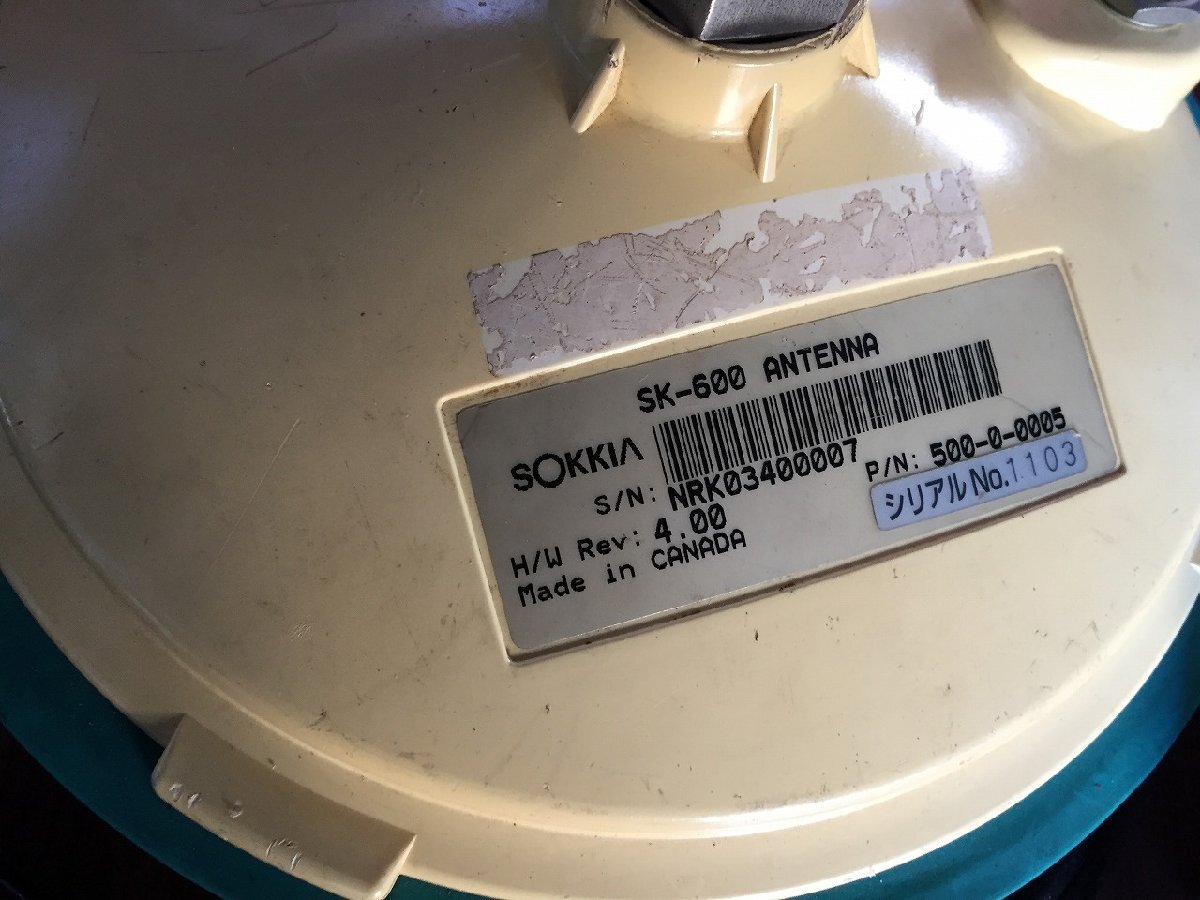 SK-600 ANTENNA
SOKKIA
S/N: NRK03400007
P/N: 500-0-0005
H/W Rev: 4.00
シリアルNo.1103
Made in CANADA